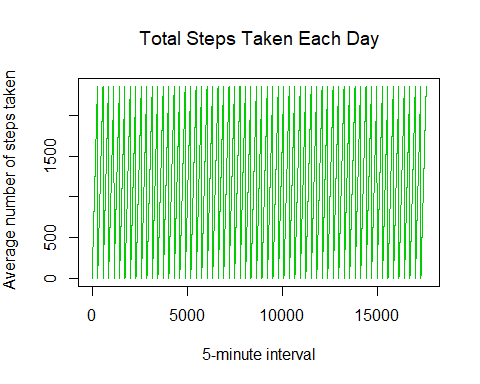 Total Steps Taken Each Day
Average number of steps taken
1500
500
0
0
5000
10000
15000
5-minute interval